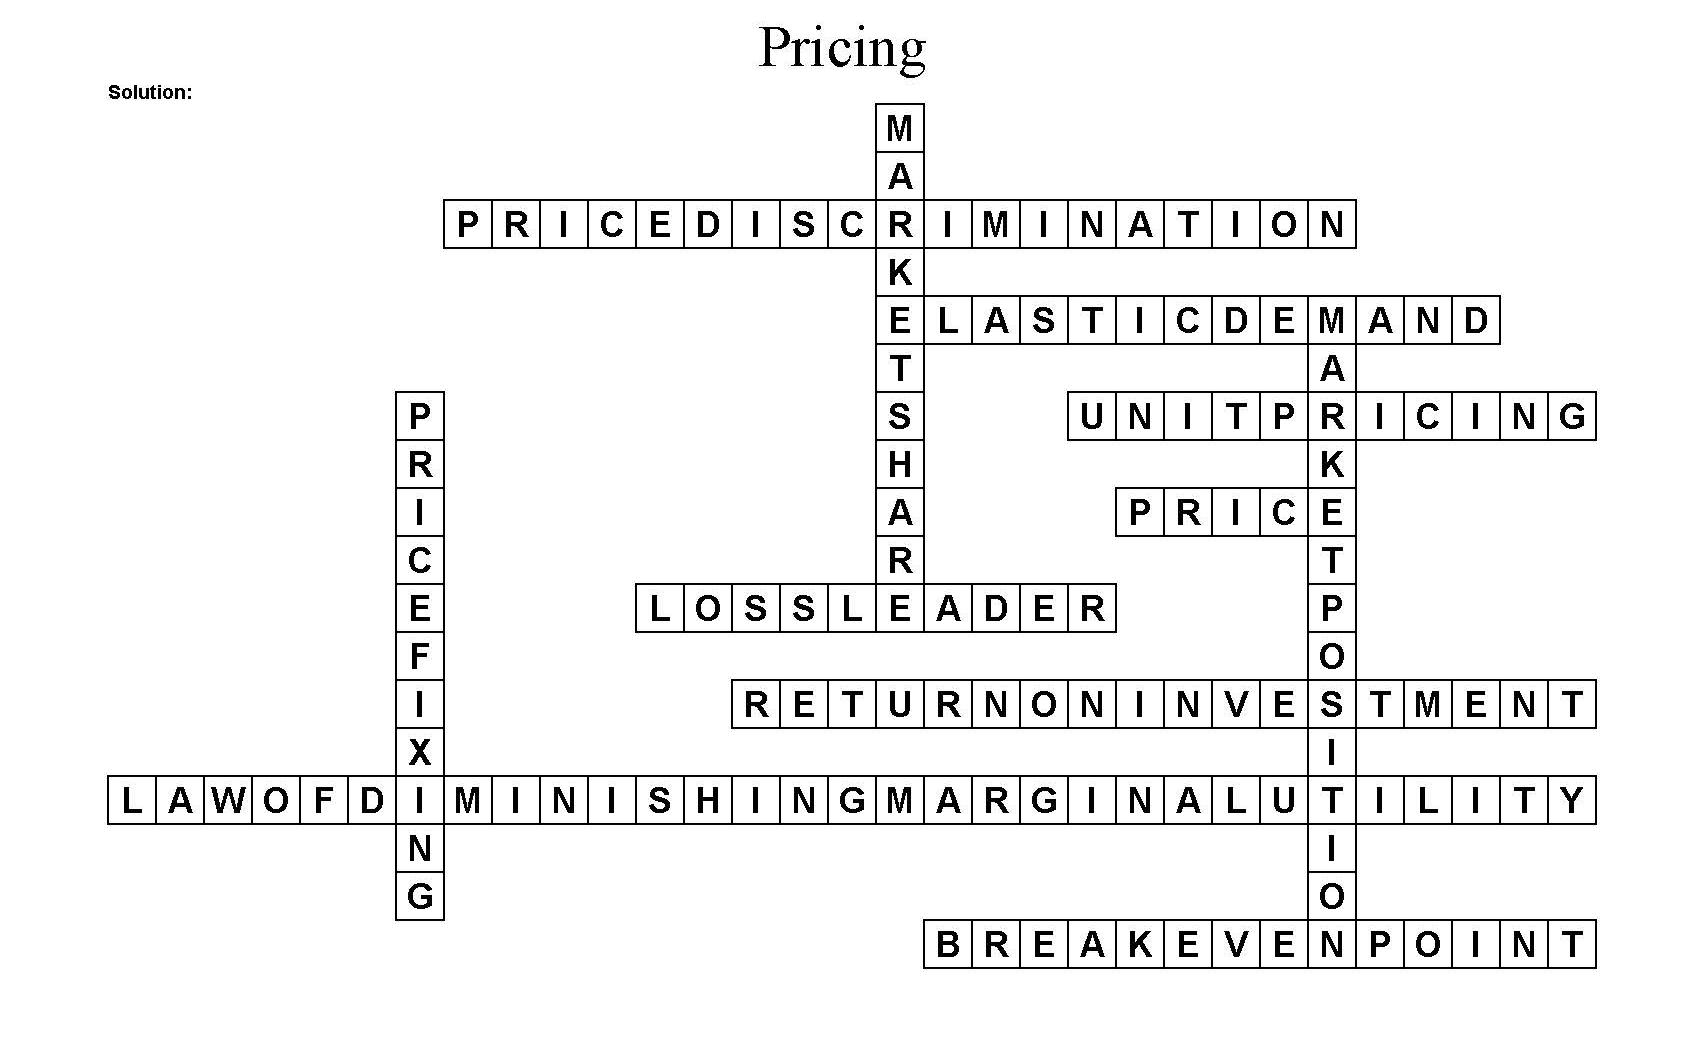 Pricing
Solution:
M
A
PRICEDISCRIMINATION
K
ELASTICDEMAND
T A
P S UNITPRICING
R H K
I A PRICE
C R T
E LOSSLEADER P
F O
I RETURNONINVESTMENT
X I
LAWOFDIMINISHINGMARGINALUTILITY
N I
G O
BREAKEVENPOINT